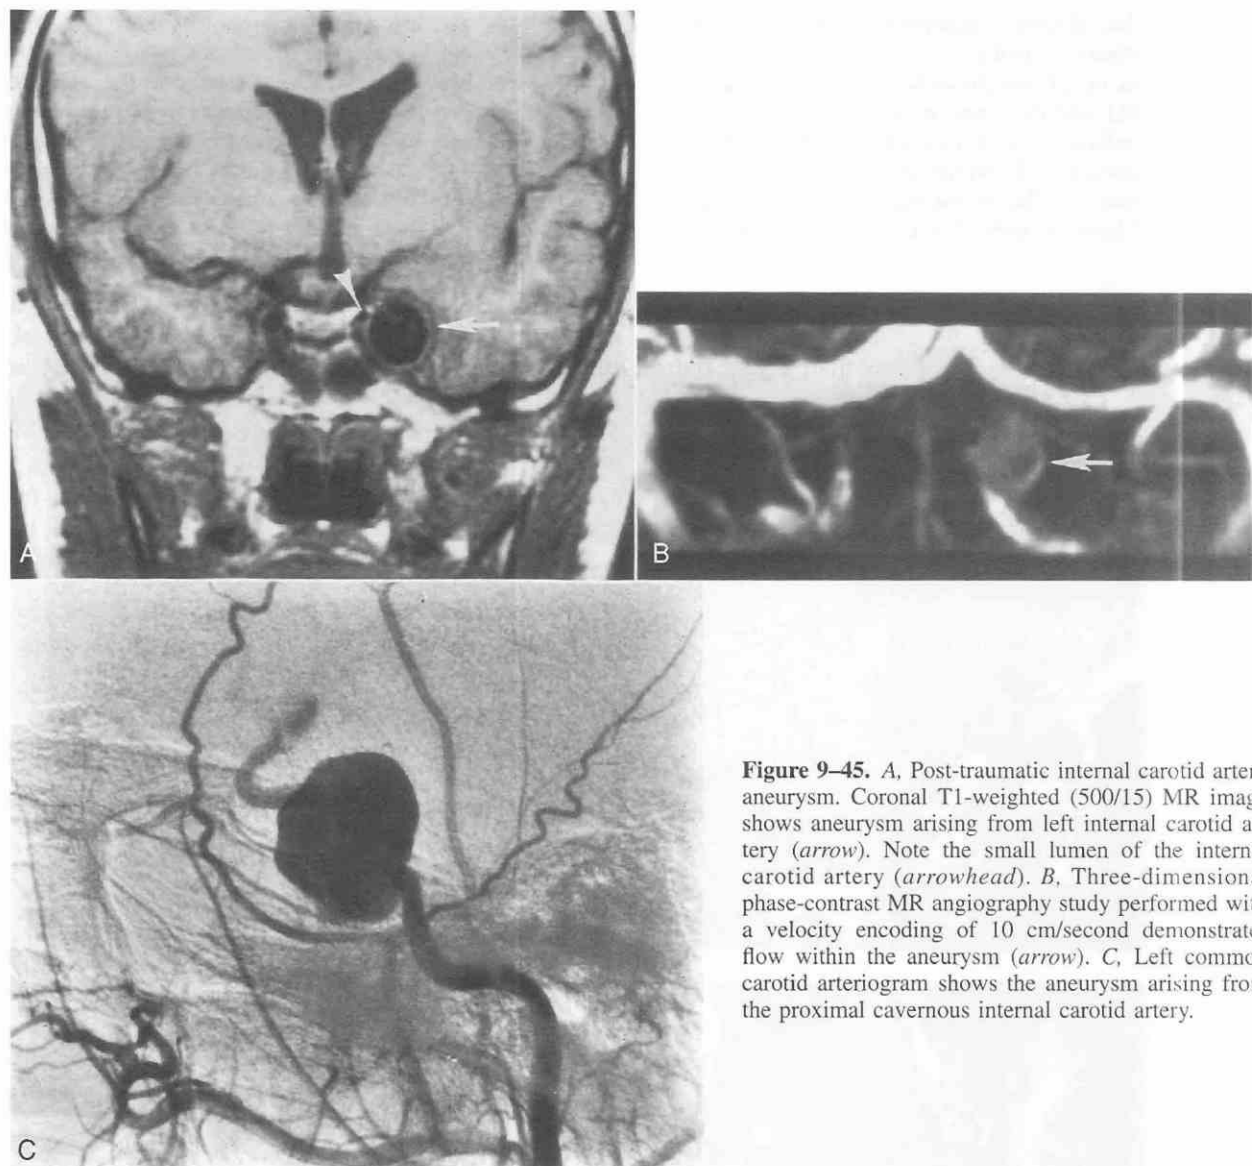 A
B
C
Figure 9–45. A, Post-traumatic internal carotid arter
aneurysm. Coronal T1-weighted (500/15) MR imag
shows aneurysm arising from left internal carotid a
tery (arrow). Note the small lumen of the intern
carotid artery (arrowhead). B, Three-dimension
phase-contrast MR angiography study performed wit
a velocity encoding of 10 cm/second demonstrat
flow within the aneurysm (arrow). C, Left commo
carotid arteriogram shows the aneurysm arising fro
the proximal cavernous internal carotid artery.